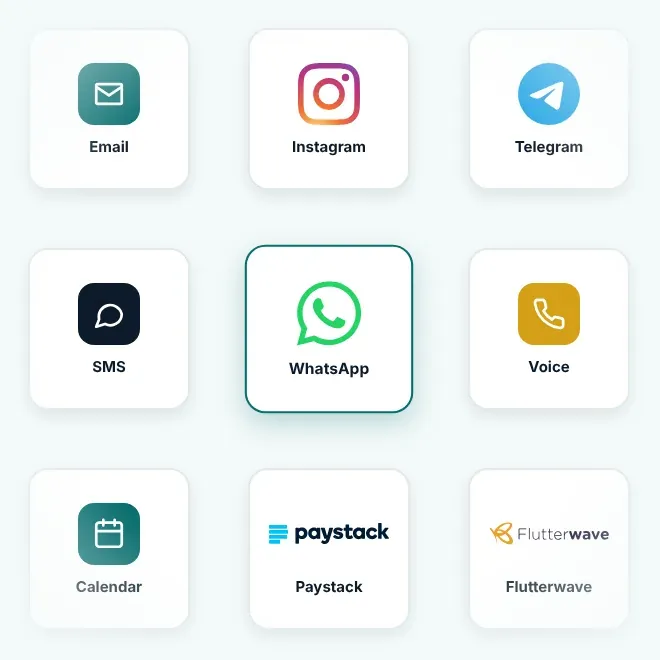 Email
Instagram
Telegram
SMS
WhatsApp
Voice
paystack
Flutterwave
Calendar
Paystack
Flutterwave